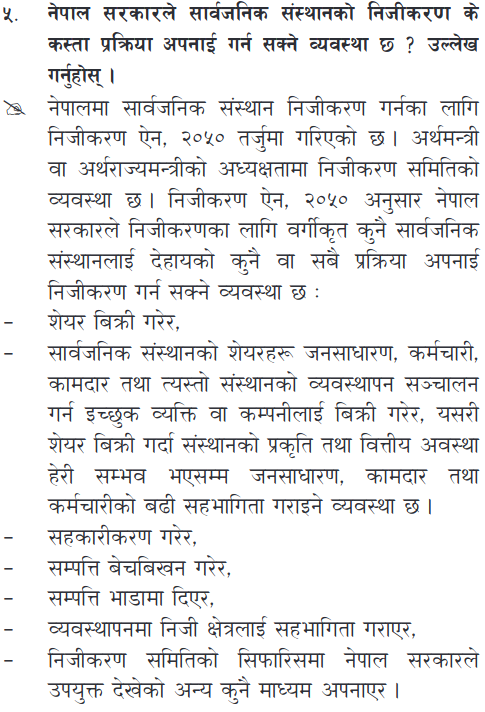 ५. नेपाल सरकारले सार्वजनिक संस्थानको निजीकरण के
कस्ता प्रक्रिया अपनाई गर्न सक्ने व्यवस्था छ ? उल्लेख
गर्नुहोस् ।
नेपालमा सार्वजनिक संस्थान निजीकरण गर्नका लागि
निजीकरण ऐन, २०५० तर्जुमा गरिएको छ । अर्थमन्त्री
वा अर्थराज्यमन्त्रीको अध्यक्षतामा निजीकरण समितिको
व्यवस्था छ । निजीकरण ऐन, २०५० अनुसार नेपाल
सरकारले निजीकरणका लागि वर्गीकृत कुनै सार्वजनिक
संस्थानलाई देहायको कुनै वा सबै प्रक्रिया अपनाई
निजीकरण गर्न सक्ने व्यवस्था छ :
– शेयर बिक्री गरेर,
– सार्वजनिक संस्थानको शेयरहरू जनसाधारण, कर्मचारी,
कामदार तथा त्यस्तो संस्थानको व्यवस्थापन सञ्चालन
गर्न इच्छुक व्यक्ति वा कम्पनीलाई बिक्री गरेर, यसरी
शेयर बिक्री गर्दा संस्थानको प्रकृति तथा वित्तीय अवस्था
हेरी सम्भव भएसम्म जनसाधारण, कामदार तथा
कर्मचारीको बढी सहभागिता गराइने व्यवस्था छ ।
– सहकारीकरण गरेर,
– सम्पत्ति बेचबिखन गरेर,
– सम्पत्ति भाडामा दिएर,
– व्यवस्थापनमा निजी क्षेत्रलाई सहभागिता गराएर,
– निजीकरण समितिको सिफारिसमा नेपाल सरकारले
उपयुक्त देखेको अन्य कुनै माध्यम अपनाएर ।